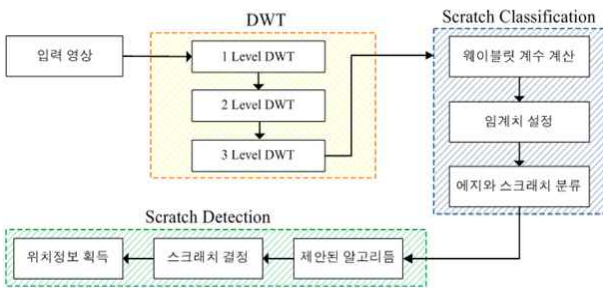 DWT
Scratch Classification
입력 영상
1 Level DWT
2 Level DWT
3 Level DWT
웨이블릿 계수 계산
임계치 설정
에지와 스크래치 분류
Scratch Detection
위치정보 획득
스크래치 결정
제안된 알고리듬